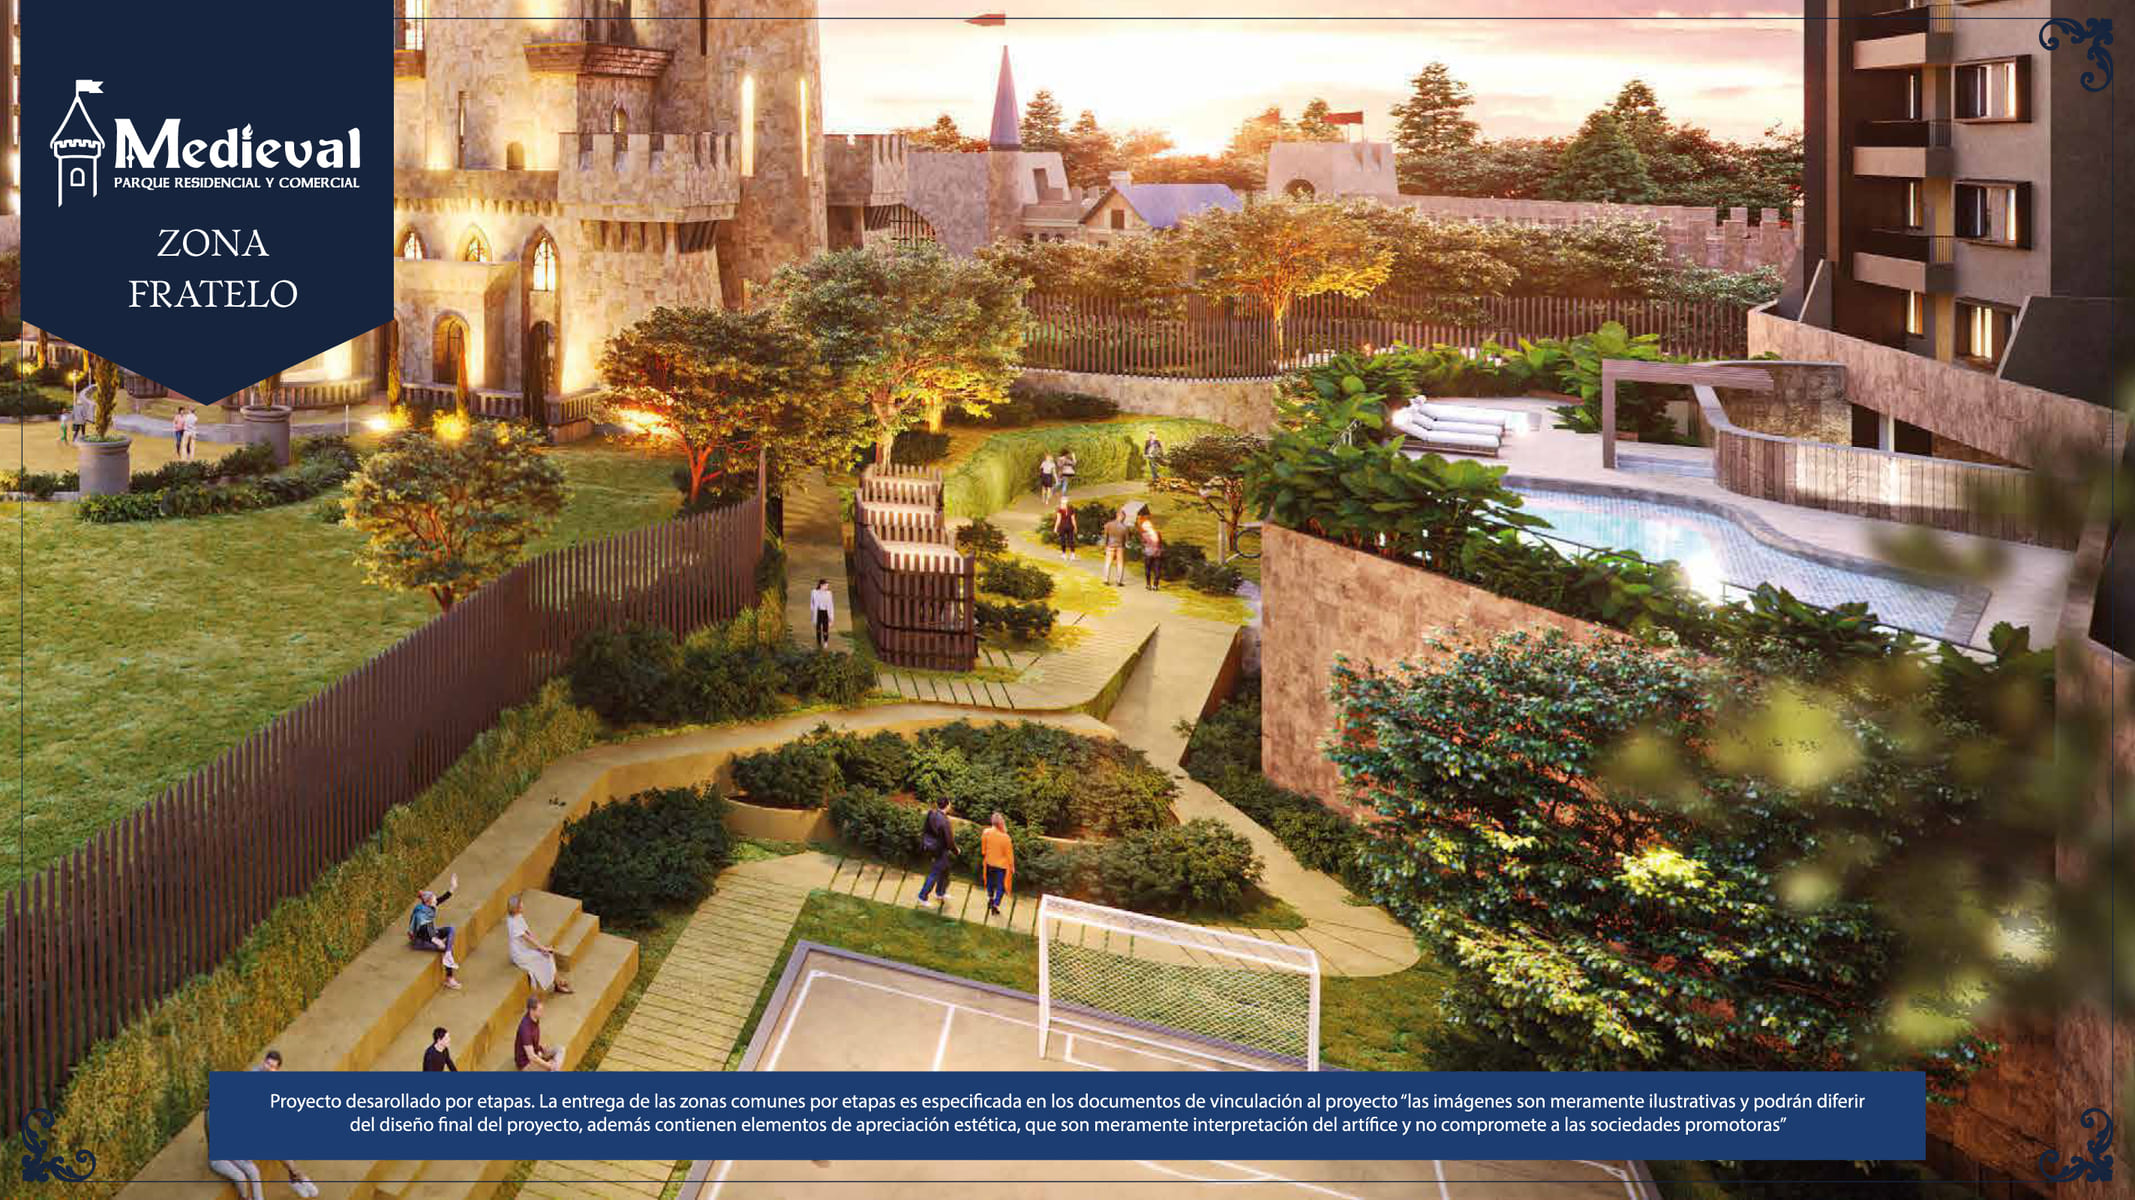 Medieval
PARQUE RESIDENCIAL Y COMERCIAL
ZONA
FRATELO
Proyecto desarollado por etapas. La entrega de las zonas comunes por etapas es especificada en los documentos de vinculación al proyecto “las imágenes son meramente ilustrativas y podrán diferir
del diseño final del proyecto, además contienen elementos de apreciación estética, que son meramente interpretación del artífice y no compromete a las sociedades promotoras”